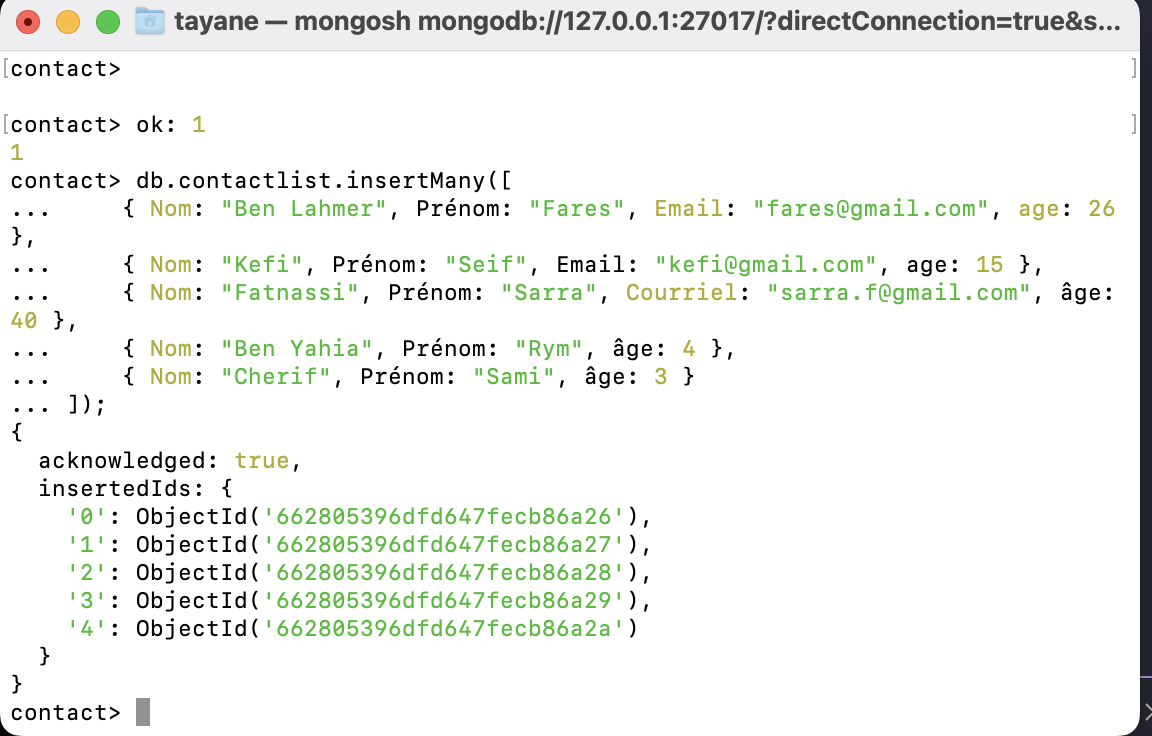 tayane — mongosh mongodb://127.0.0.1:27017/?directConnection=true&s...
[contact> ]
[contact> ok: 1 ]
1
contact> db.contactlist.insertMany([
... { Nom: "Ben Lahmer", Prénom: "Fares", Email: "fares@gmail.com", age: 26
},
... { Nom: "Kefi", Prénom: "Seif", Email: "kefi@gmail.com", age: 15 },
... { Nom: "Fatnassi", Prénom: "Sarra", Courriel: "sarra.f@gmail.com", âge:
40 },
... { Nom: "Ben Yahia", Prénom: "Rym", âge: 4 },
... { Nom: "Cherif", Prénom: "Sami", âge: 3 }
... ]);
{
acknowledged: true,
insertedIds: {
'0': ObjectId('662805396dfd647fecb86a26'),
'1': ObjectId('662805396dfd647fecb86a27'),
'2': ObjectId('662805396dfd647fecb86a28'),
'3': ObjectId('662805396dfd647fecb86a29'),
'4': ObjectId('662805396dfd647fecb86a2a')
}
}
contact>